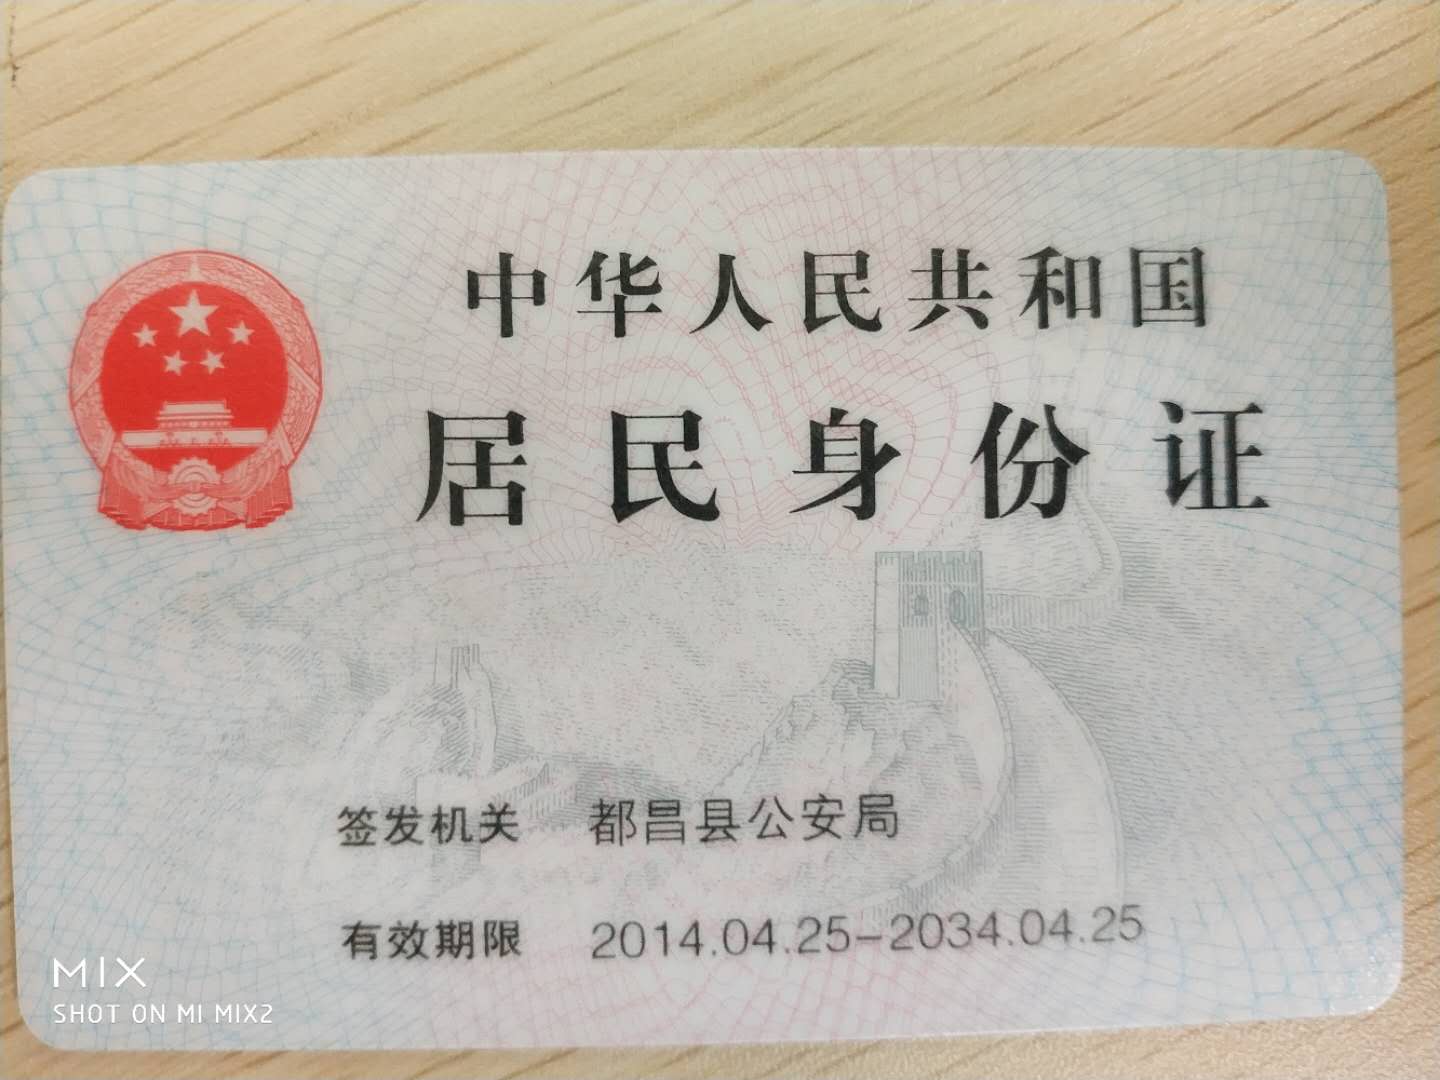 中华人民共和国
居民身份证
签发机关 都昌县公安局
有效期限 2014.04.25-2034.04.25
MIX
SHOT ON MI MIX2